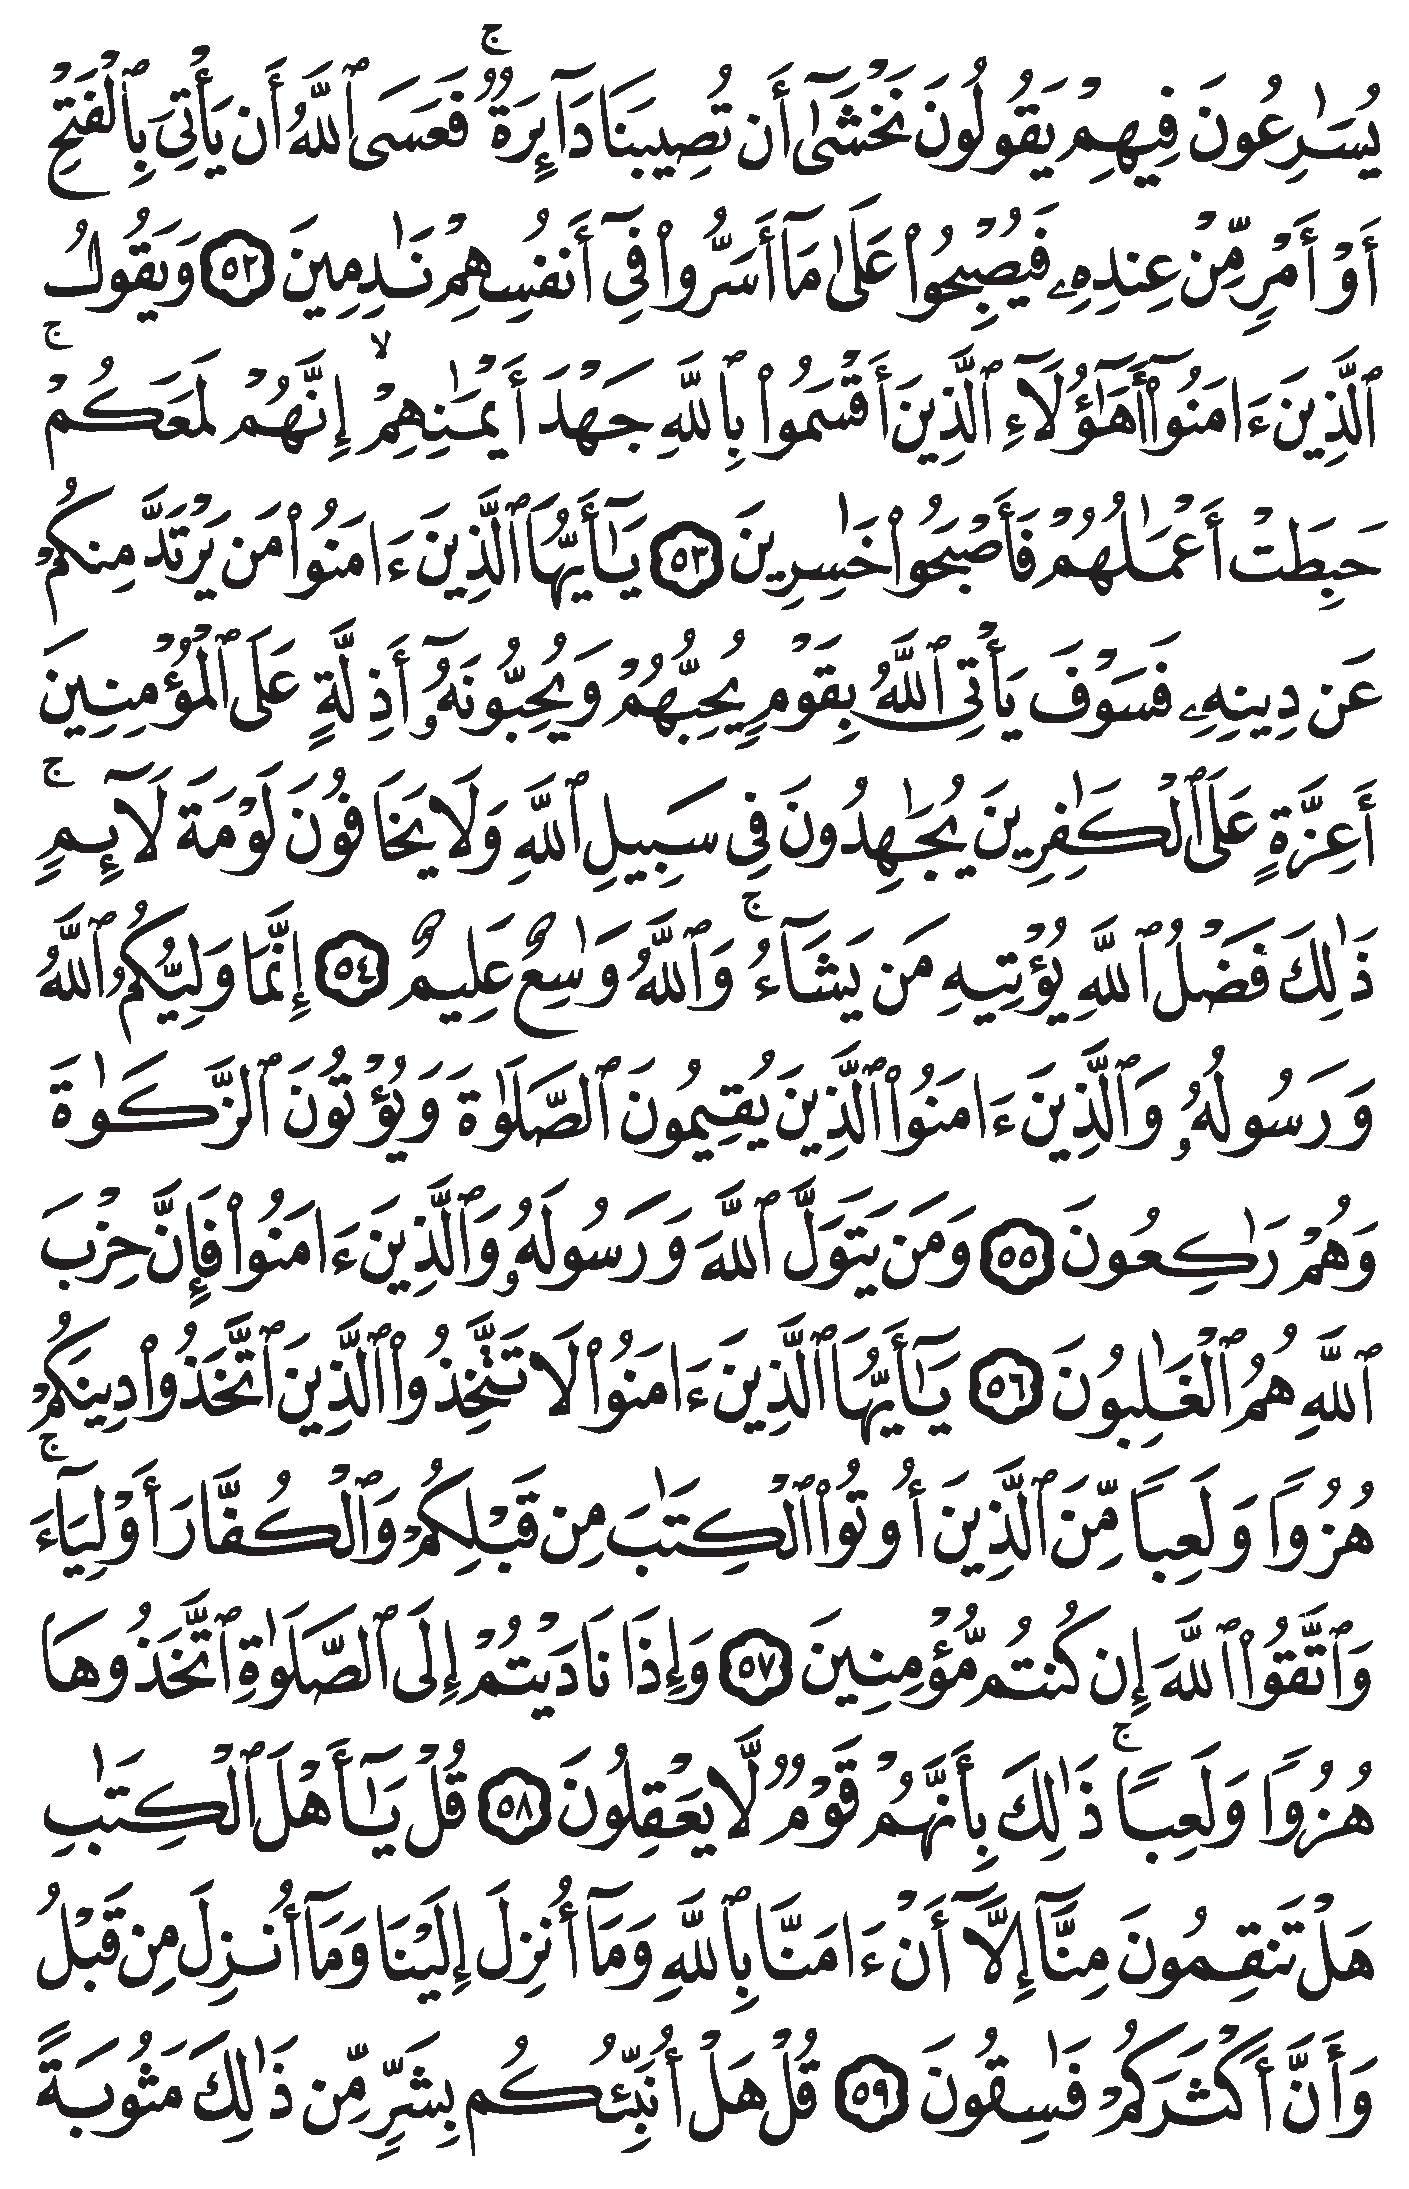 يُسَٰرِعُونَ فِيهِمْ يَقُولُونَ نَخْشَىٰٓ أَن تُصِيبَنَا دَآئِرَةٌ ۚ فَعَسَى ٱللَّهُ أَن يَأْتِىَ بِٱلْفَتْحِ
أَوْ أَمْرٍ مِّنْ عِندِهِۦ فَيُصْبِحُوا۟ عَلَىٰ مَآ أَسَرُّوا۟ فِىٓ أَنفُسِهِمْ نَٰدِمِينَ ٥٢ وَيَقُولُ
ٱلَّذِينَ ءَامَنُوٓا۟ أَهَٰٓؤُلَآءِ ٱلَّذِينَ أَقْسَمُوا۟ بِٱللَّهِ جَهْدَ أَيْمَٰنِهِمْ ۙ إِنَّهُمْ لَمَعَكُمْ ۚ
حَبِطَتْ أَعْمَٰلُهُمْ فَأَصْبَحُوا۟ خَٰسِرِينَ ٥٣ يَٰٓأَيُّهَا ٱلَّذِينَ ءَامَنُوا۟ مَن يَرْتَدَّ مِنكُمْ
عَن دِينِهِۦ فَسَوْفَ يَأْتِى ٱللَّهُ بِقَوْمٍ يُحِبُّهُمْ وَيُحِبُّونَهُۥٓ أَذِلَّةٍ عَلَى ٱلْمُؤْمِنِينَ
أَعِزَّةٍ عَلَى ٱلْكَٰفِرِينَ يُجَٰهِدُونَ فِى سَبِيلِ ٱللَّهِ وَلَا يَخَافُونَ لَوْمَةَ لَآئِمٍ ۚ
ذَٰلِكَ فَضْلُ ٱللَّهِ يُؤْتِيهِ مَن يَشَآءُ ۚ وَٱللَّهُ وَٰسِعٌ عَلِيمٌ ٥٤ إِنَّمَا وَلِيُّكُمُ ٱللَّهُ
وَرَسُولُهُۥ وَٱلَّذِينَ ءَامَنُوا۟ ٱلَّذِينَ يُقِيمُونَ ٱلصَّلَوٰةَ وَيُؤْتُونَ ٱلزَّكَوٰةَ
وَهُمْ رَٰكِعُونَ ٥٥ وَمَن يَتَوَلَّ ٱللَّهَ وَرَسُولَهُۥ وَٱلَّذِينَ ءَامَنُوا۟ فَإِنَّ حِزْبَ
ٱللَّهِ هُمُ ٱلْغَٰلِبُونَ ٥٦ يَٰٓأَيُّهَا ٱلَّذِينَ ءَامَنُوا۟ لَا تَتَّخِذُوا۟ ٱلَّذِينَ ٱتَّخَذُوا۟ دِينَكُمْ
هُزُوًا وَلَعِبًا مِّنَ ٱلَّذِينَ أُوتُوا۟ ٱلْكِتَٰبَ مِن قَبْلِكُمْ وَٱلْكُفَّارَ أَوْلِيَآءَ ۚ
وَٱتَّقُوا۟ ٱللَّهَ إِن كُنتُم مُّؤْمِنِينَ ٥٧ وَإِذَا نَادَيْتُمْ إِلَى ٱلصَّلَوٰةِ ٱتَّخَذُوهَا
هُزُوًا وَلَعِبًا ۚ ذَٰلِكَ بِأَنَّهُمْ قَوْمٌ لَّا يَعْقِلُونَ ٥٨ قُلْ يَٰٓأَهْلَ ٱلْكِتَٰبِ
هَلْ تَنقِمُونَ مِنَّآ إِلَّآ أَنْ ءَامَنَّا بِٱللَّهِ وَمَآ أُنزِلَ إِلَيْنَا وَمَآ أُنزِلَ مِن قَبْلُ
وَأَنَّ أَكْثَرَكُمْ فَٰسِقُونَ ٥٩ قُلْ هَلْ أُنَبِّئُكُم بِشَرٍّ مِّن ذَٰلِكَ مَثُوبَةً